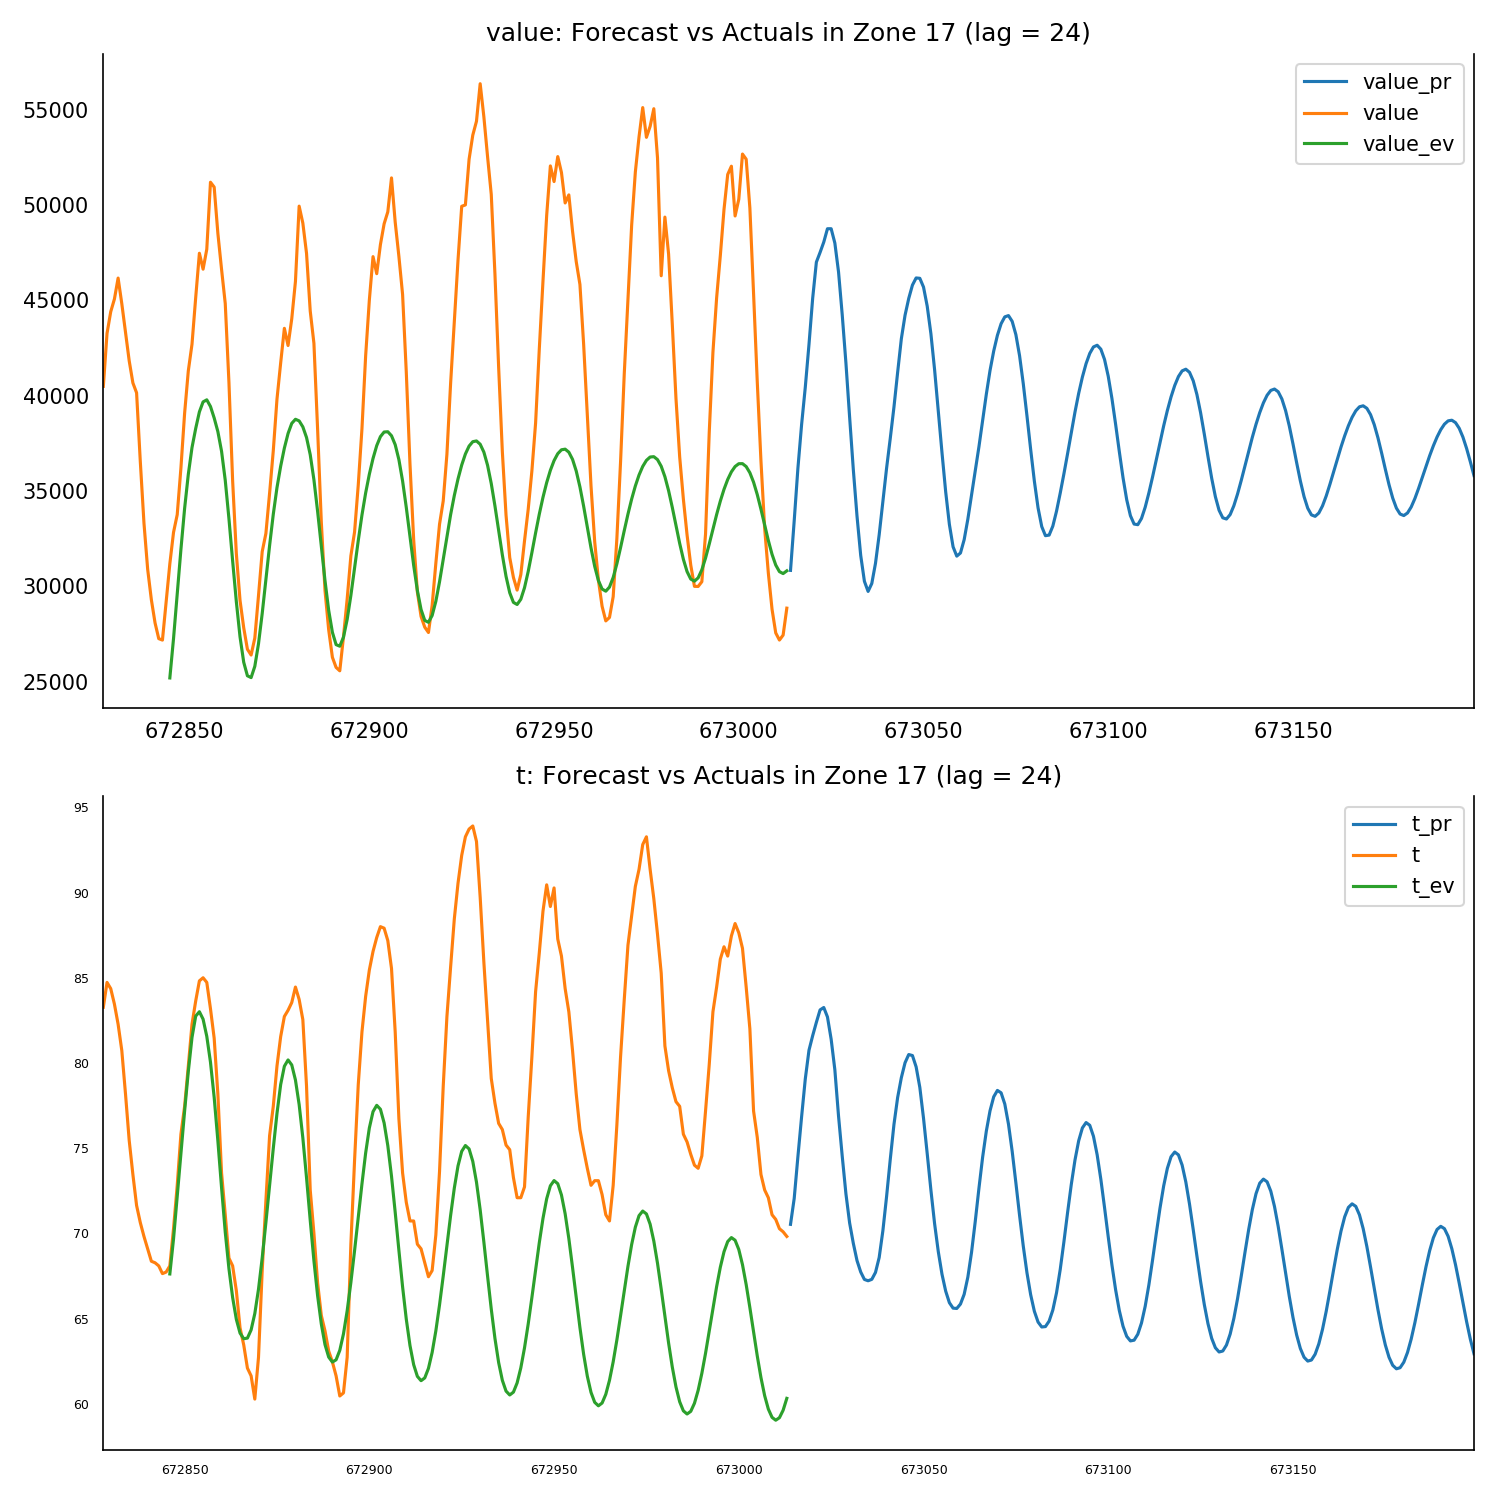 value: Forecast vs Actuals in Zone 17 (lag = 24)
value_pr
value
value_ev
55000
50000
45000
40000
35000
30000
25000
672850 672900 672950 673000 673050 673100 673150
t: Forecast vs Actuals in Zone 17 (lag = 24)
t_pr
t
t_ev
95
90
85
80
75
70
65
60
672850 672900 672950 673000 673050 673100 673150